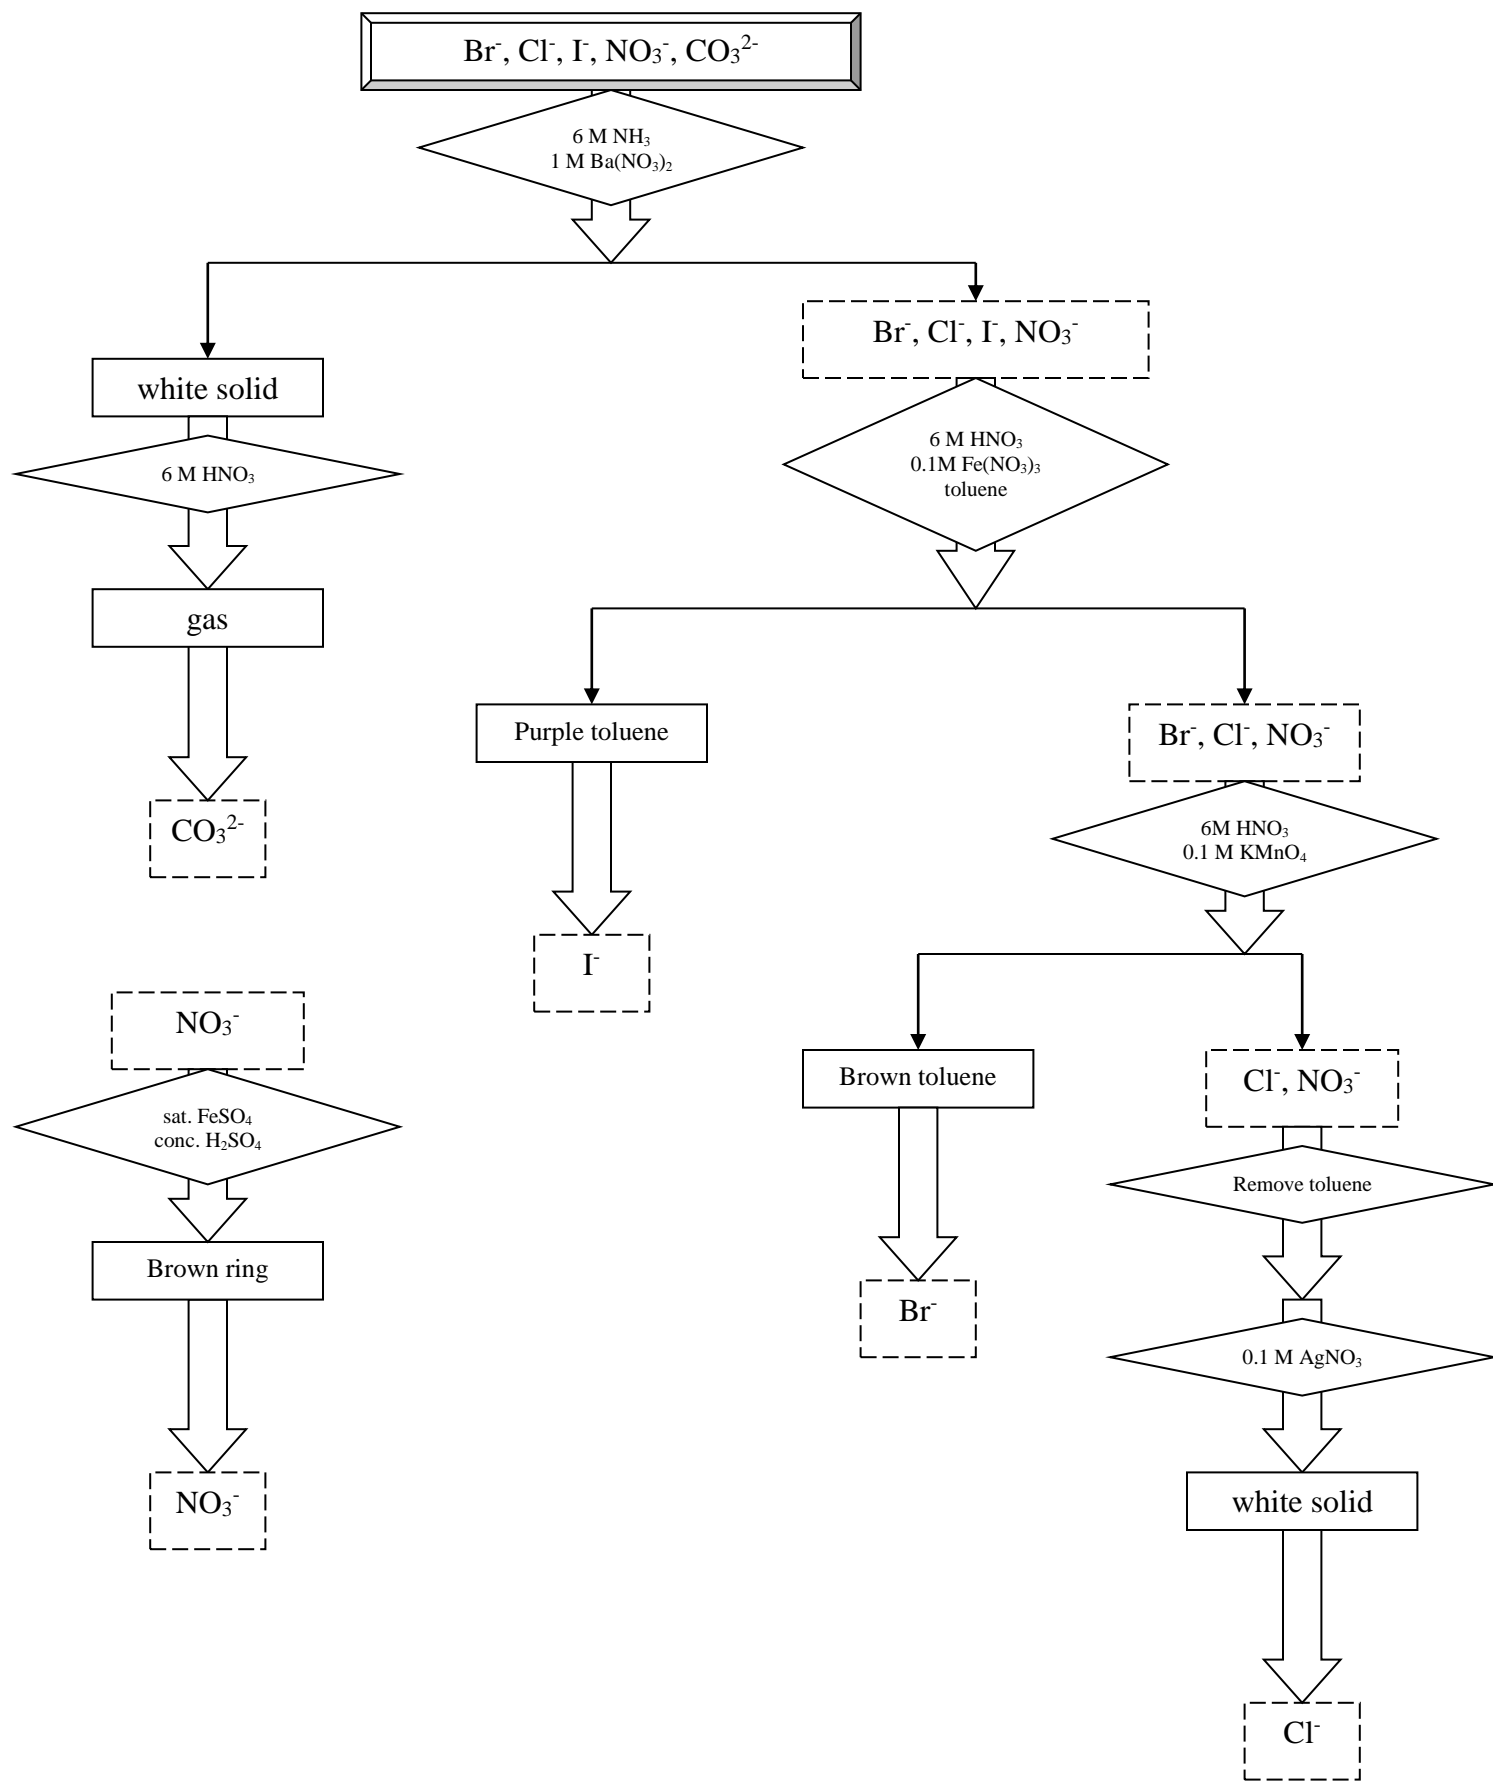 Br⁻, Cl⁻, I⁻, NO₃⁻, CO₃²⁻
6 M NH₃
1 M Ba(NO₃)₂
Br⁻, Cl⁻, I⁻, NO₃⁻
white solid
6 M HNO₃
0.1M Fe(NO₃)₃
toluene
6 M HNO₃
gas
Purple toluene
Br⁻, Cl⁻, NO₃⁻
CO₃²⁻
6M HNO₃
0.1 M KMnO₄
I⁻
NO₃⁻
sat. FeSO₄
conc. H₂SO₄
Brown toluene
Cl⁻, NO₃⁻
Remove toluene
Brown ring
Br⁻
0.1 M AgNO₃
NO₃⁻
white solid
Cl⁻